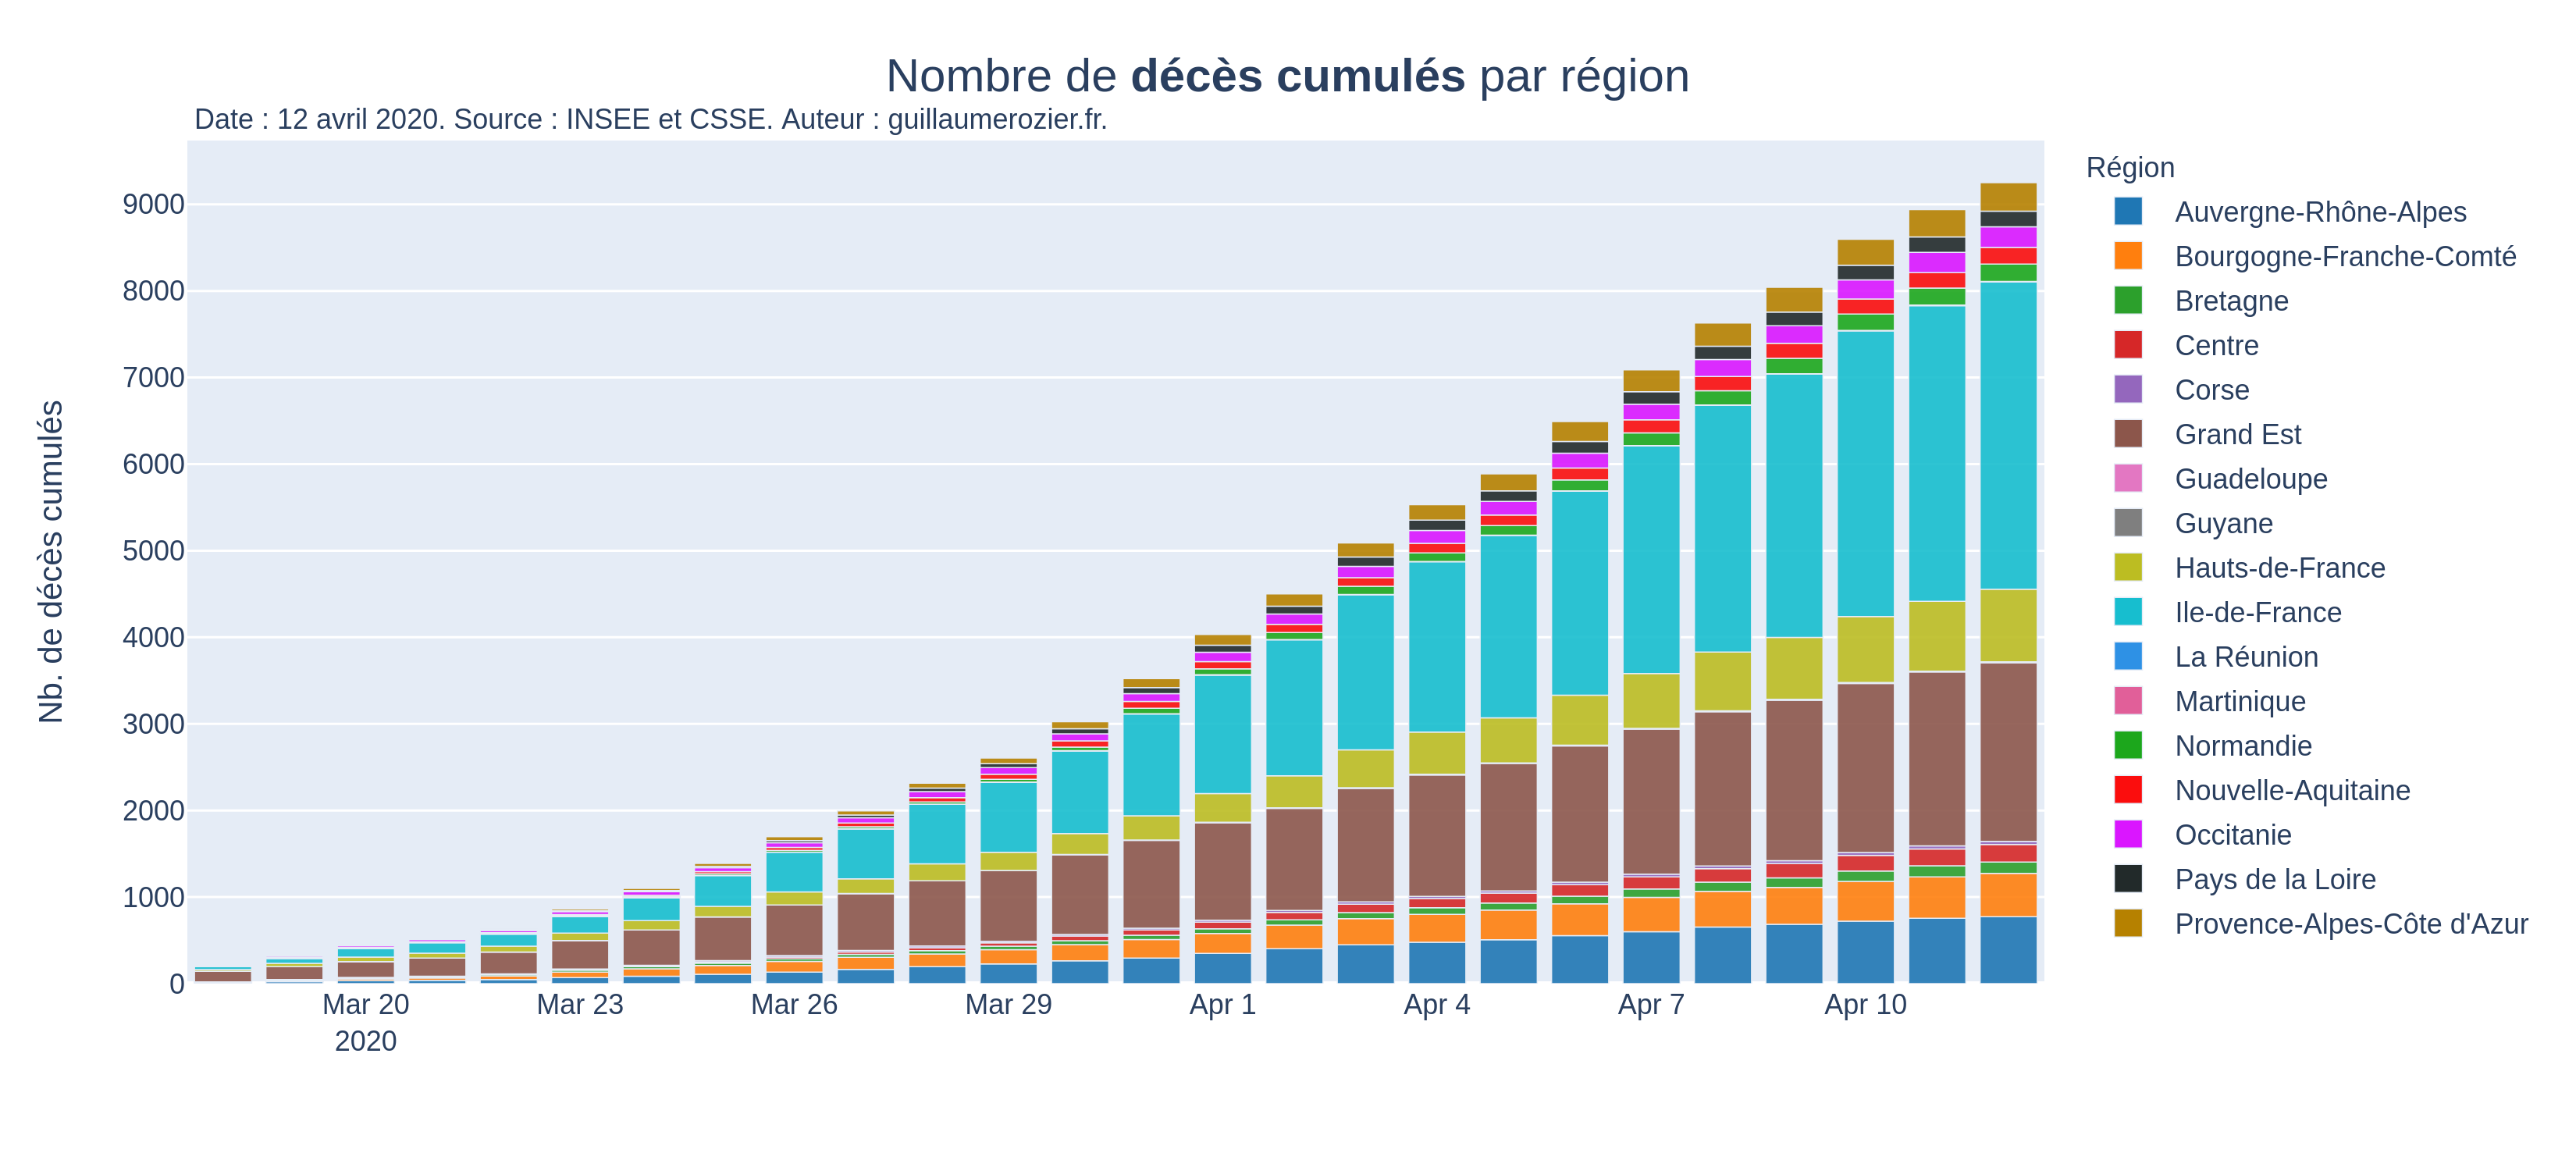 Nombre de décès cumulés par région
Date : 12 avril 2020. Source : INSEE et CSSE. Auteur : guillaumerozier.fr.
Nb. de décès cumulés
9000
8000
7000
6000
5000
4000
3000
2000
1000
0
Mar 20
2020
Mar 23
Mar 26
Mar 29
Apr 1
Apr 4
Apr 7
Apr 10
Région
Auvergne-Rhône-Alpes
Bourgogne-Franche-Comté
Bretagne
Centre
Corse
Grand Est
Guadeloupe
Guyane
Hauts-de-France
Ile-de-France
La Réunion
Martinique
Normandie
Nouvelle-Aquitaine
Occitanie
Pays de la Loire
Provence-Alpes-Côte d'Azur